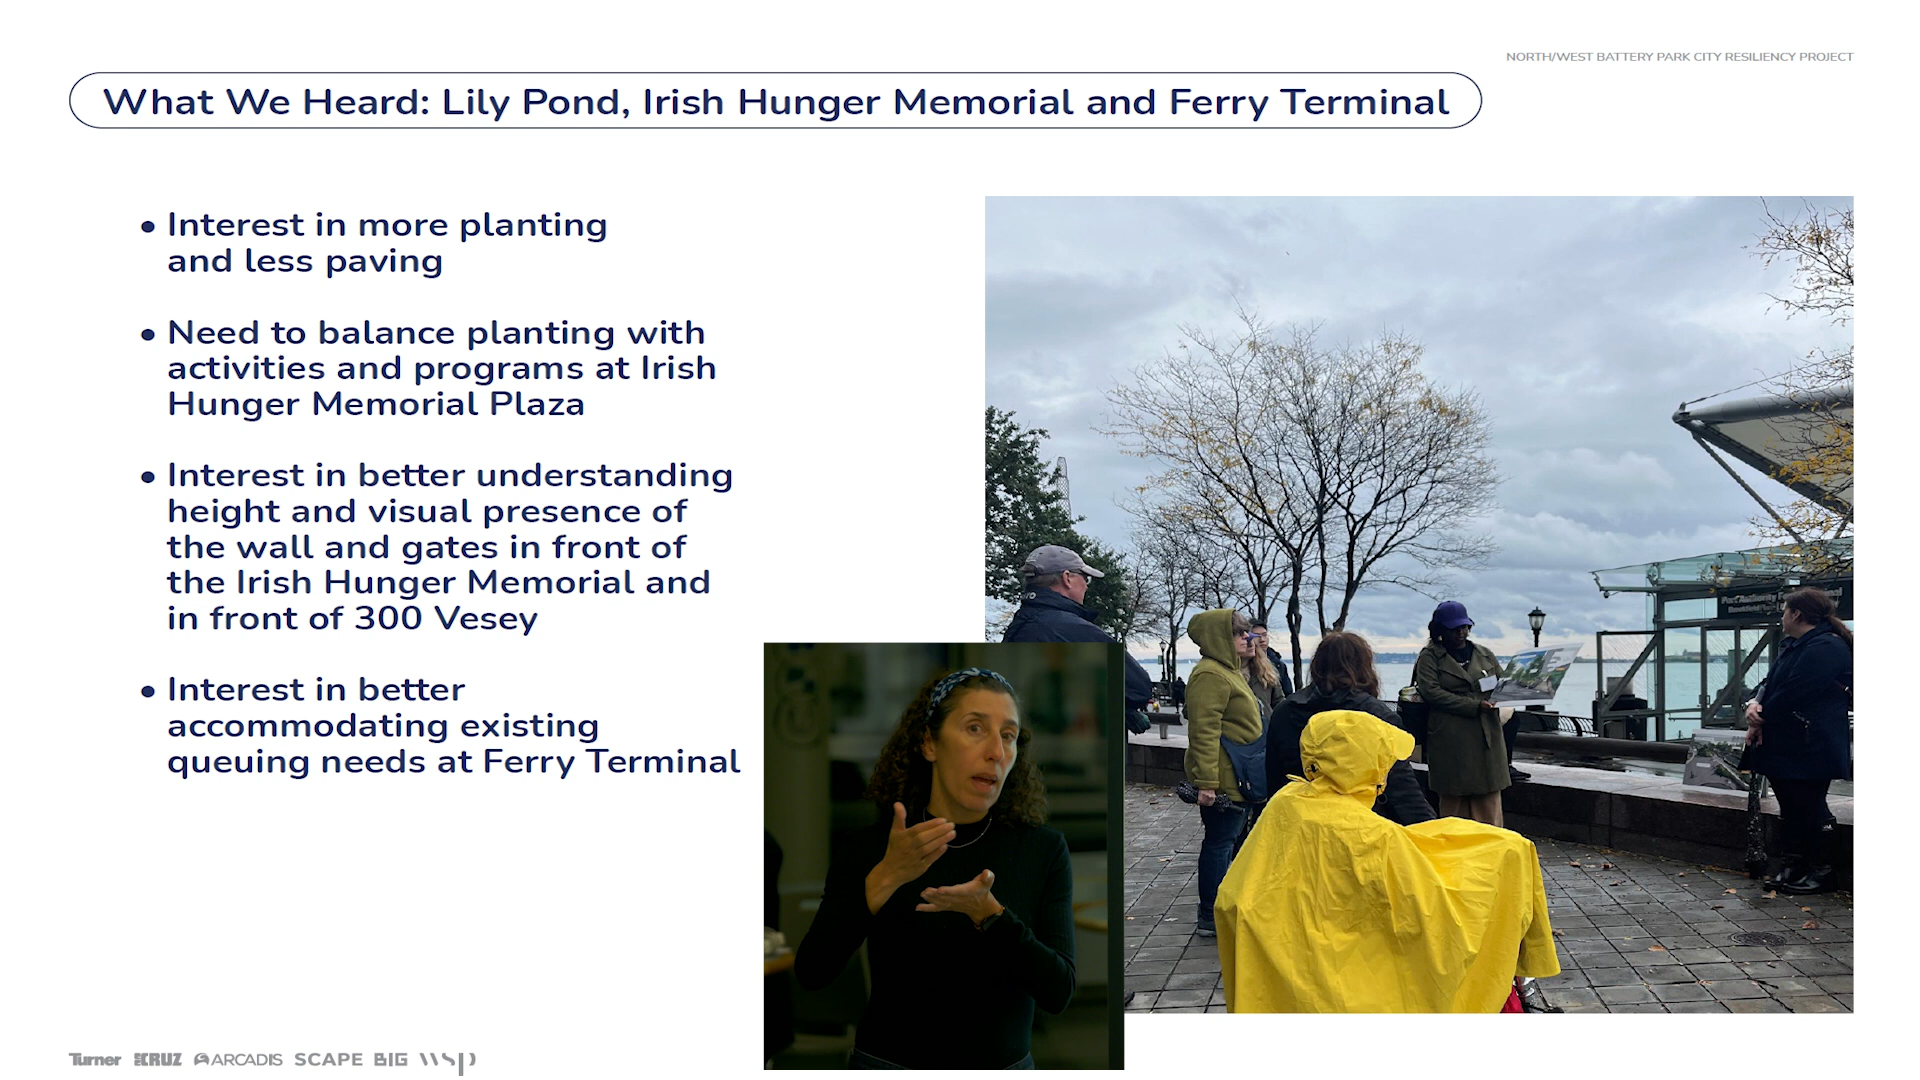 NORTH/WEST BATTERY PARK CITY RESILIENCY PROJECT
What We Heard: Lily Pond, Irish Hunger Memorial and Ferry Terminal
• Interest in more planting
and less paving
• Need to balance planting with
activities and programs at Irish
Hunger Memorial Plaza
• Interest in better understanding
height and visual presence of
the wall and gates in front of
the Irish Hunger Memorial and
in front of 300 Vesey
• Interest in better
accommodating existing
queuing needs at Ferry Terminal
Port Authority
Turner CRUZ ARCADIS SCAPE BIG WSP